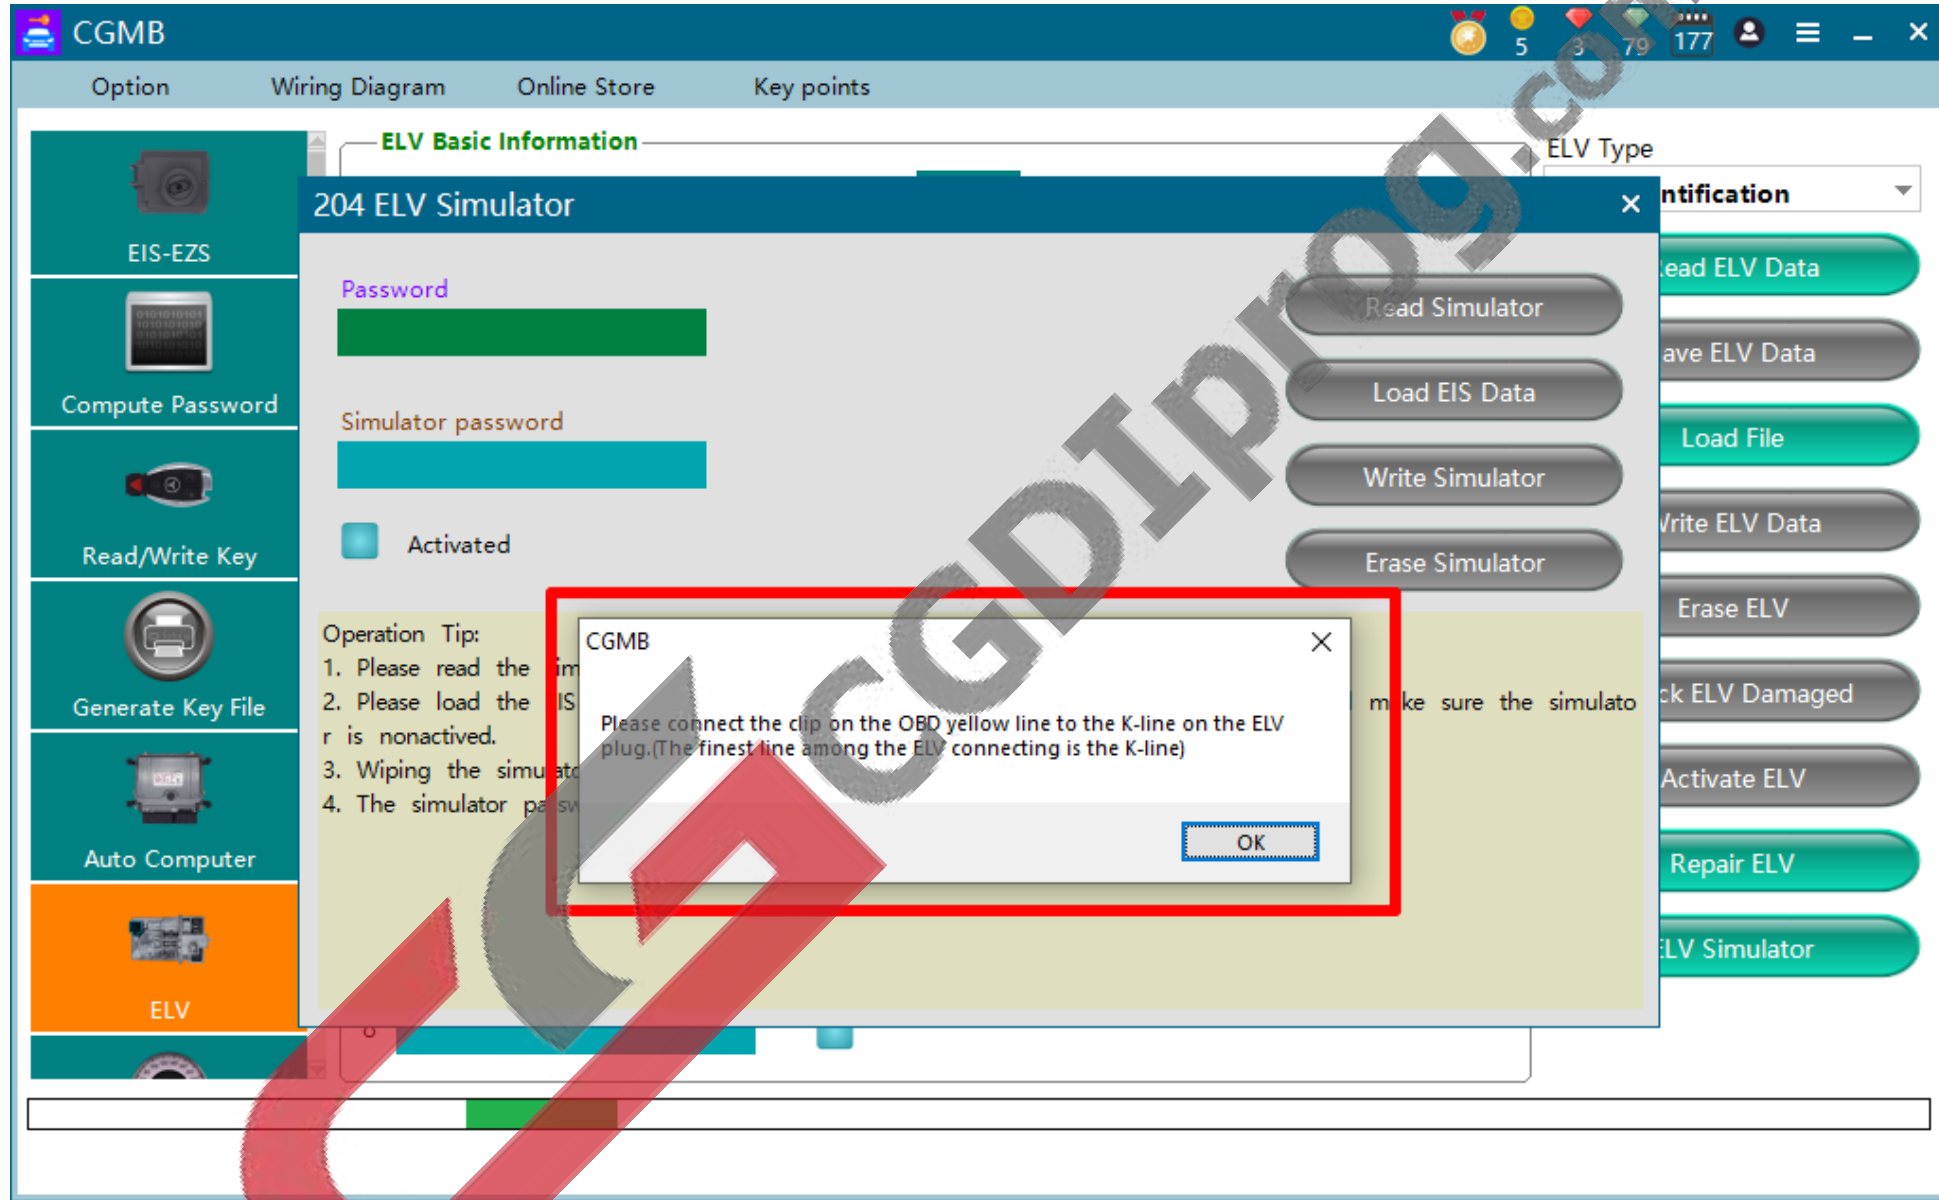 CGMB
5
3
79
177
Option
Wiring Diagram
Online Store
Key points
EIS-EZS
Compute Password
Read/Write Key
Generate Key File
Auto Computer
ELV
ELV Basic Information
ELV Type
ntification
ead ELV Data
ave ELV Data
Load File
rite ELV Data
Erase ELV
ck ELV Damaged
Activate ELV
Repair ELV
ELV Simulator
204 ELV Simulator
Password
Simulator password
Activated
Read Simulator
Load EIS Data
Write Simulator
Erase Simulator
Operation Tip:
1. Please read the
2. Please load the make sure the simulato
r is nonactived.
3. Wiping the
4. The simulator
CGMB
Please connect the clip on the OBD yellow line to the K-line on the ELV
plug.(The finest line among the ELV connecting is the K-line)
OK
CGDIprog.com